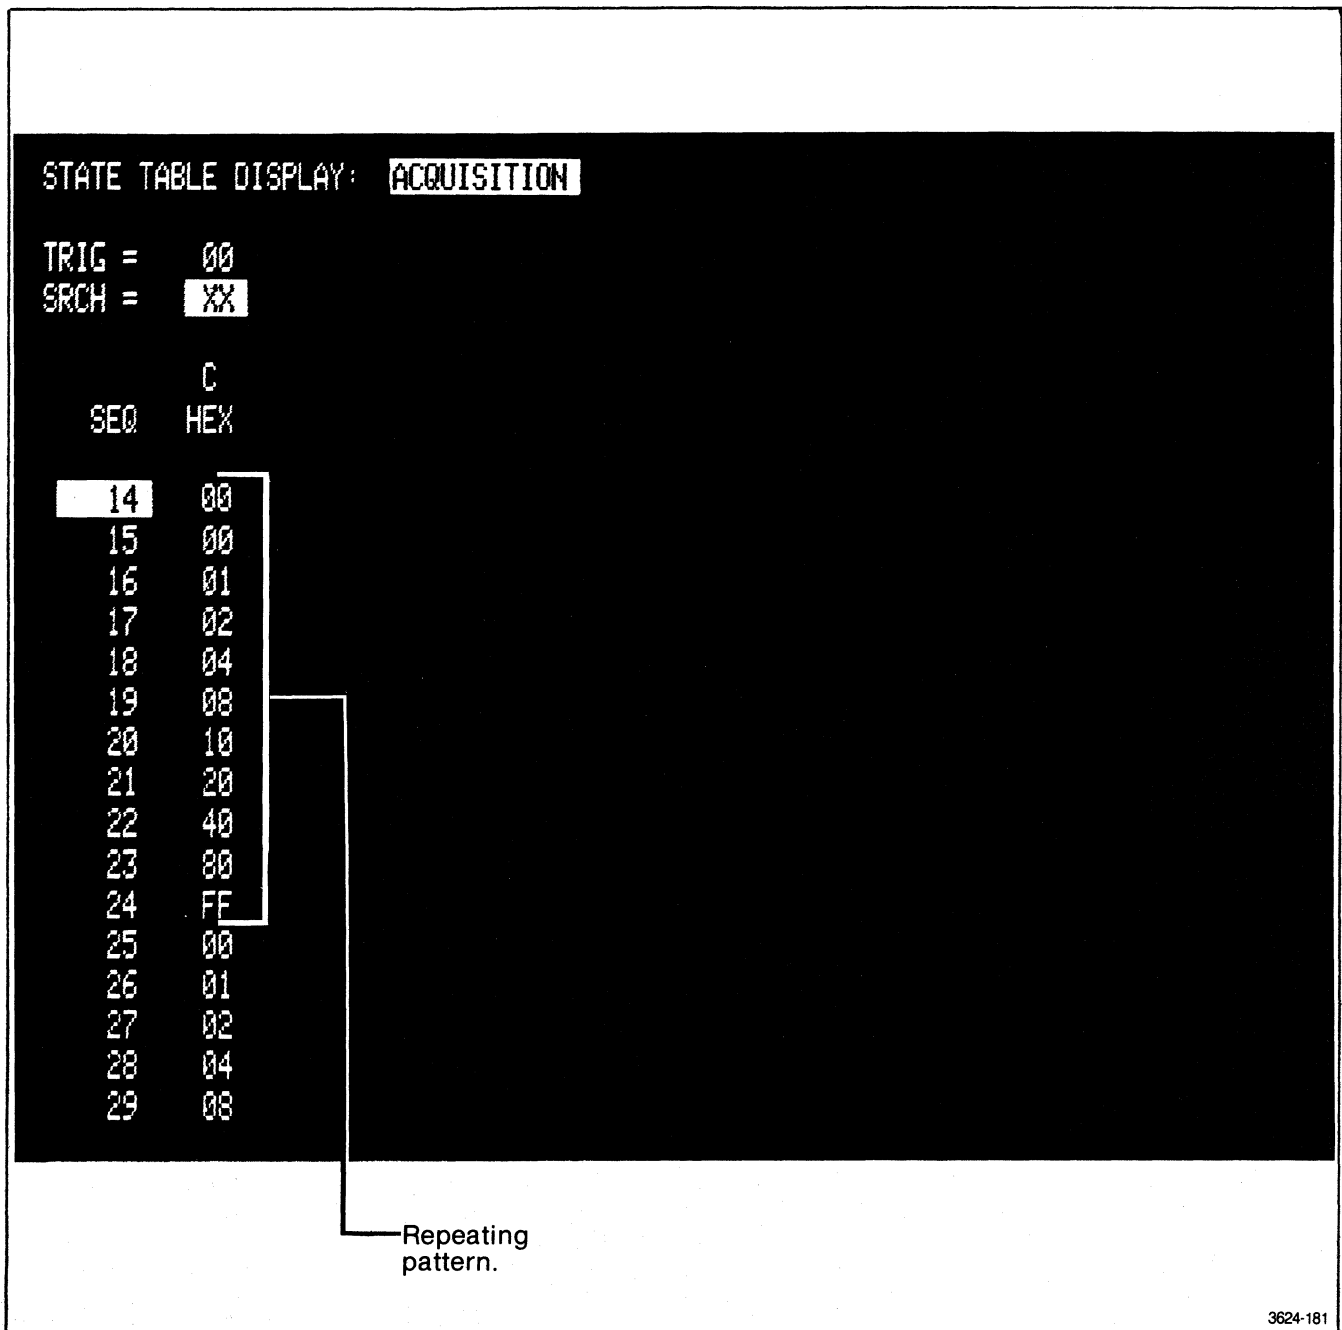 STATE TABLE DISPLAY: ACQUISITION
TRIG = 00
SRCH = XX
C
SEQ HEX
14 00
15 00
16 01
17 02
18 04
19 08
20 10
21 20
22 40
23 80
24 FF
25 00
26 01
27 02
28 04
29 08
Repeating
pattern.
3624-181